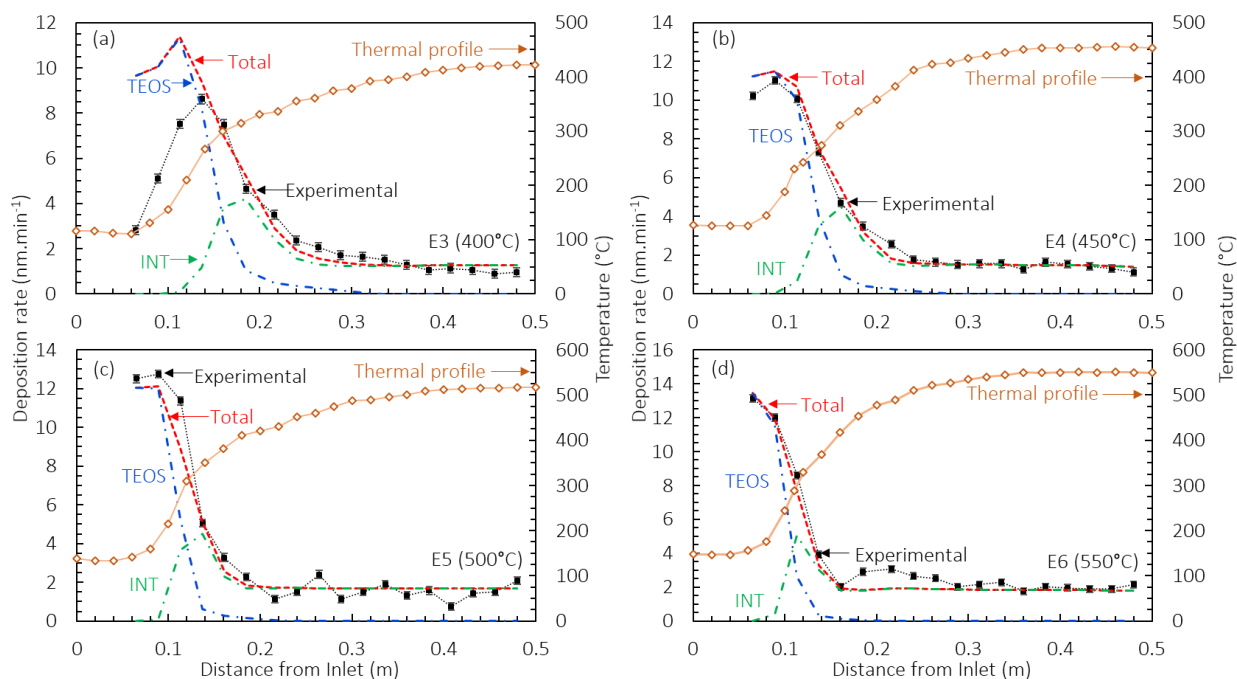 12
10
8
6
4
2
0
500
400
300
200
100
0
(a)
Thermal profile
Total
TEOS
Experimental
INT
E3 (400°C)
0
0.1
0.2
0.3
0.4
0.5
14
12
10
8
6
4
2
0
500
450
400
350
300
250
200
150
100
50
0
(b)
Thermal profile
Total
TEOS
Experimental
INT
E4 (450°C)
0
0.1
0.2
0.3
0.4
0.5
Deposition rate (nm.min-1)
Temperature (°C)
Deposition rate (nm.min-1)
Temperature (°C)
14
12
10
8
6
4
2
0
600
500
400
300
200
100
0
(c)
Experimental
Thermal profile
Total
TEOS
INT
E5 (500°C)
0
0.1
0.2
0.3
0.4
0.5
Distance from Inlet (m)
16
14
12
10
8
6
4
2
0
600
500
400
300
200
100
0
(d)
Total
Thermal profile
TEOS
Experimental
INT
E6 (550°C)
0
0.1
0.2
0.3
0.4
0.5
Distance from Inlet (m)